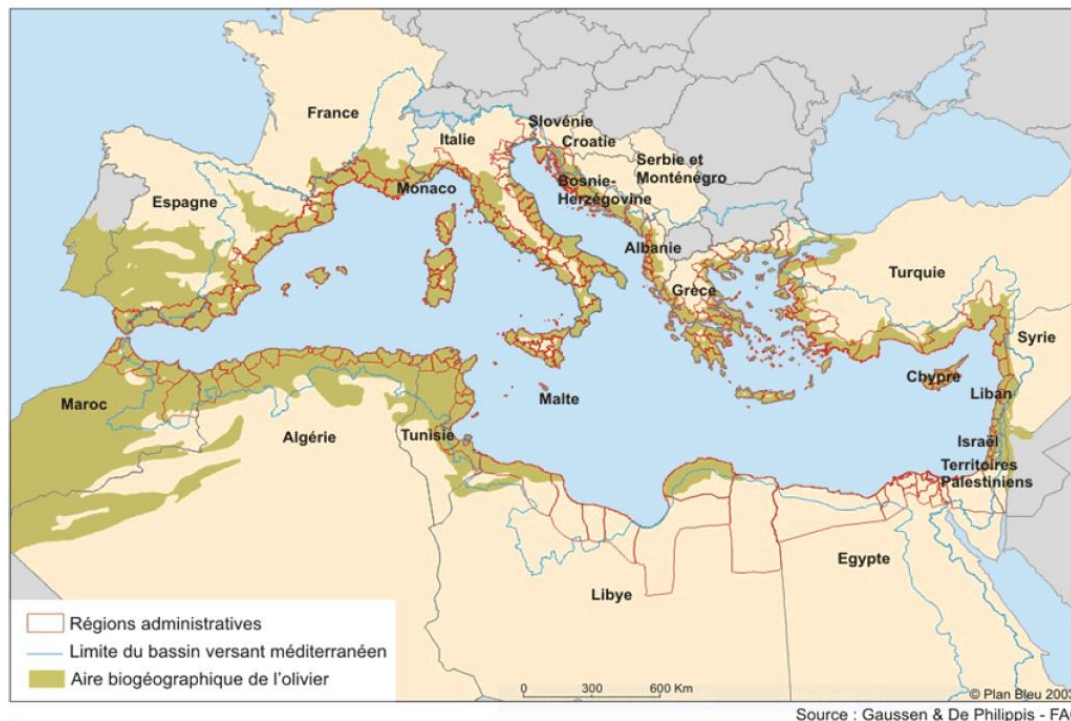 France
Slovénie
Italie
Croatie
Serbie et
Monténégro
Monaco
Bosnie-
Herzégovine
Espagne
Albanie
Turquie
Grèce
Syrie
Chypre
Maroc
Malte
Liban
Algérie
Tunisie
Israël
Territoires
Palestiniens
Egypte
Libye
Régions administratives
Limite du bassin versant méditerranéen
Aire biogéographique de l'olivier
0 300 600 Km
© Plan Bleu 2003
Source : Gaussen & De Philippis - FA